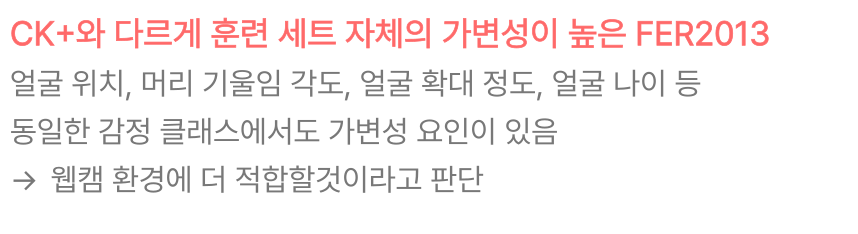 CK+와 다르게 훈련 세트 자체의 가변성이 높은 FER2013
얼굴 위치, 머리 기울임 각도, 얼굴 확대 정도, 얼굴 나이 등
동일한 감정 클래스에서도 가변성 요인이 있음
→ 웹캠 환경에 더 적합할것이라고 판단